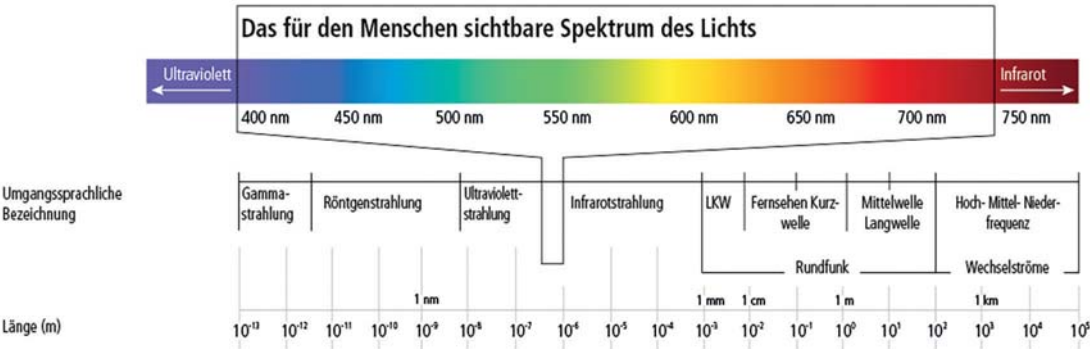 Das für den Menschen sichtbare Spektrum des Lichts
Ultraviolett
Infrarot
400 nm 450 nm 500 nm 550 nm 600 nm 650 nm 700 nm 750 nm
Umgangssprachliche
Bezeichnung
Gamma-
strahlung
Röntgenstrahlung
Ultraviolett-
strahlung
Infrarotstrahlung
LKW
Fernsehen Kurz-
welle
Mittelwelle
Langwelle
Hoch- Mittel- Nieder-
frequenz
Rundfunk
Wechselströme
1 nm 1 mm 1 cm 1 m 1 km
Länge (m)
10⁻¹³ 10⁻¹² 10⁻¹¹ 10⁻¹⁰ 10⁻⁹ 10⁻⁸ 10⁻⁷ 10⁻⁶ 10⁻⁵ 10⁻⁴ 10⁻³ 10⁻² 10⁻¹ 10⁰ 10¹ 10² 10³ 10⁴ 10⁵